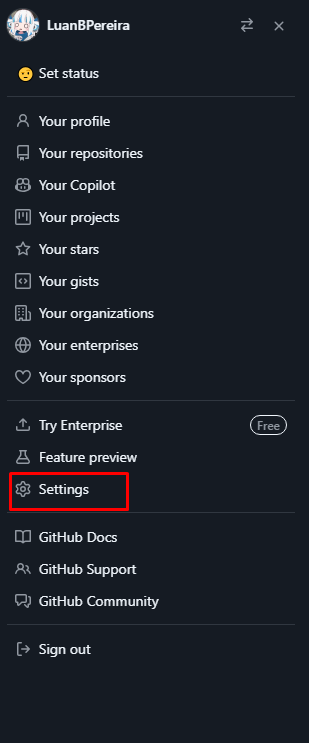 LuanBPereira
Set status
Your profile
Your repositories
Your Copilot
Your projects
Your stars
Your gists
Your organizations
Your enterprises
Your sponsors
Try Enterprise Free
Feature preview
Settings
GitHub Docs
GitHub Support
GitHub Community
Sign out